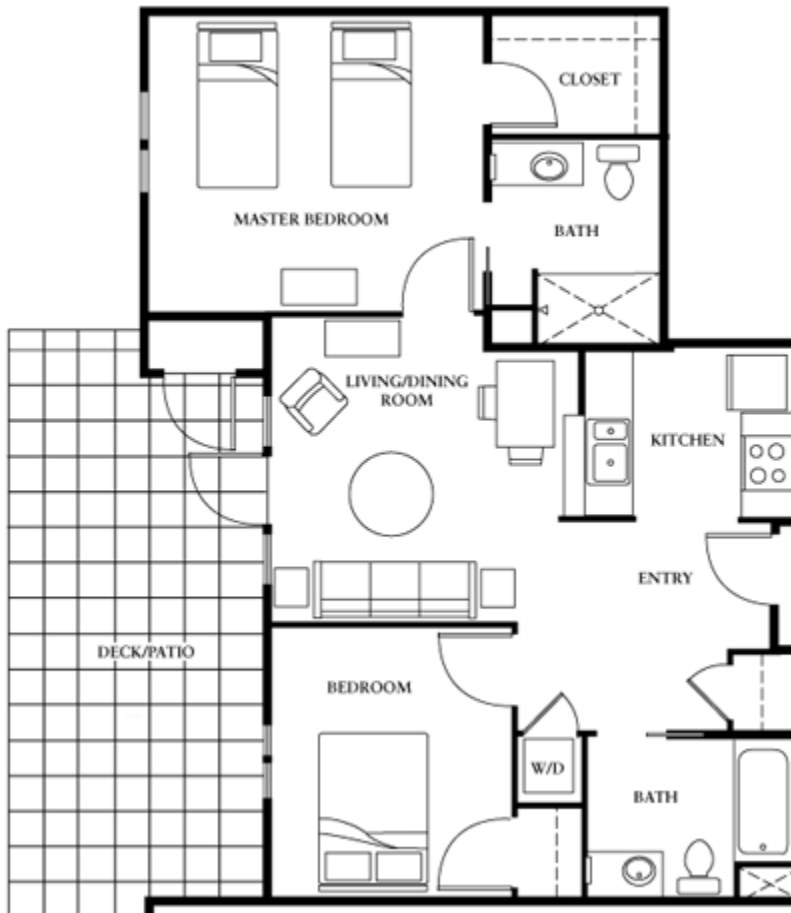 CLOSET
MASTER BEDROOM
BATH
LIVING/DINING
ROOM
KITCHEN
ENTRY
DECK/PATIO
BEDROOM
W/D
BATH